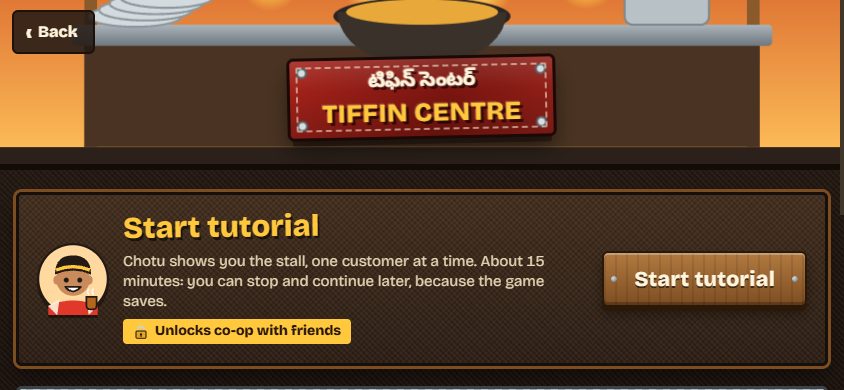 ‹ Back
టిఫిన్ సెంటర్
TIFFIN CENTRE
Start tutorial
Chotu shows you the stall, one customer at a time. About 15
minutes: you can stop and continue later, because the game
saves.
Start tutorial
Unlocks co-op with friends